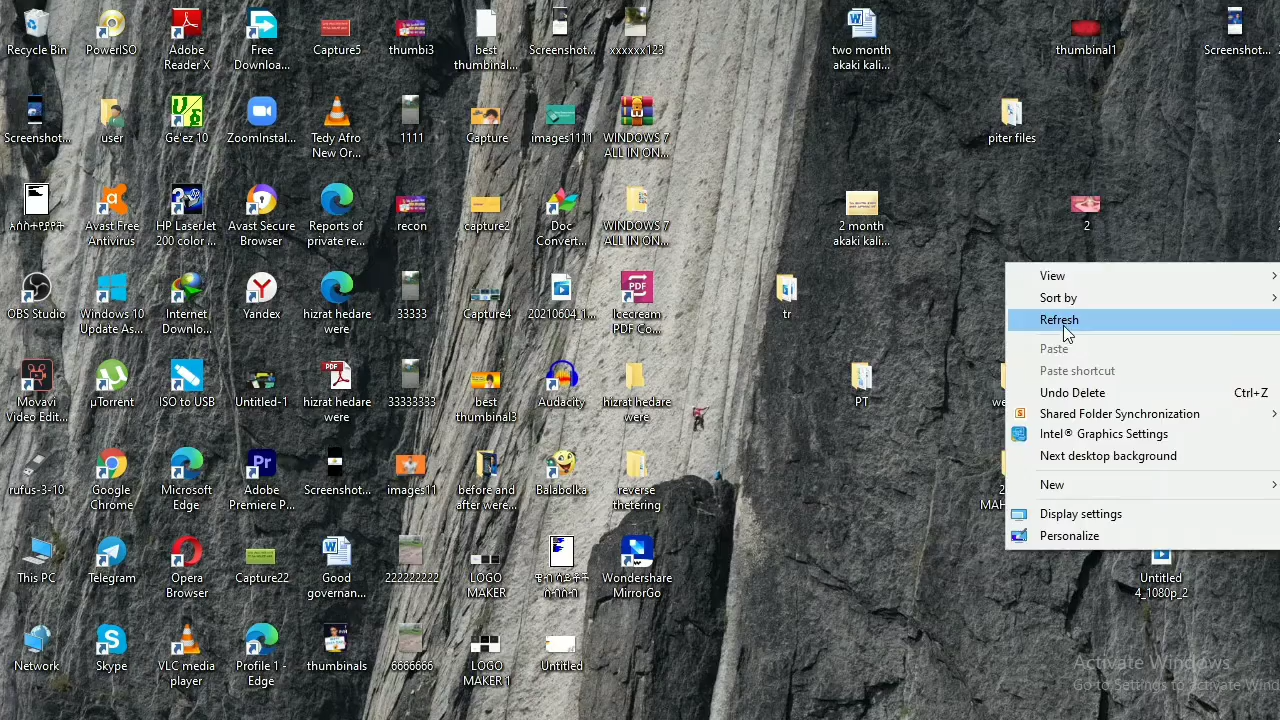 Recycle Bin
PowerISO
Adobe
Reader X
Free
Downloa...
Capture5
thumbi3
best
thumbinal...
Screenshot...
xxxxxx123
two month
akaki kali...
thumbinal1
Screenshot...
Screenshot...
user
Ge'ez 10
ZoomInstal...
Tedy Afro
New Or...
1111
Capture
images1111
WINDOWS 7
ALL IN ON...
piter files
Avast Free
Antivirus
HP LaserJet
200 color ...
Avast Secure
Browser
Reports of
private re...
recon
capture2
Doc
Convert...
WINDOWS 7
ALL IN ON...
2 month
akaki kali...
2
OBS Studio
Windows 10
Update As...
Internet
Downlo...
Yandex
hizrat hedare
were
33333
Capture4
20210604_1...
Icecream
PDF Co...
tr
Movavi
Video Edit...
µTorrent
ISO to USB
Untitled-1
hizrat hedare
were
33333333
best
thumbinal3
Audacity
hizrat hedare
were
PT
rufus-3-10
Google
Chrome
Microsoft
Edge
Adobe
Premiere P...
Screenshot...
images11
before and
after were...
Balabolka
reverse
thetering
This PC
Telegram
Opera
Browser
Capture22
Good
governan...
222222222
LOGO
MAKER
Wondershare
MirrorGo
Untitled
4_1080p_2
Network
Skype
VLC media
player
Profile 1 -
Edge
thumbinals
6666666
LOGO
MAKER 1
Untitled
View
Sort by
Refresh
Paste
Paste shortcut
Undo Delete Ctrl+Z
Shared Folder Synchronization
Intel® Graphics Settings
Next desktop background
New
Display settings
Personalize
Activate Windows
Go to Settings to activate Wind